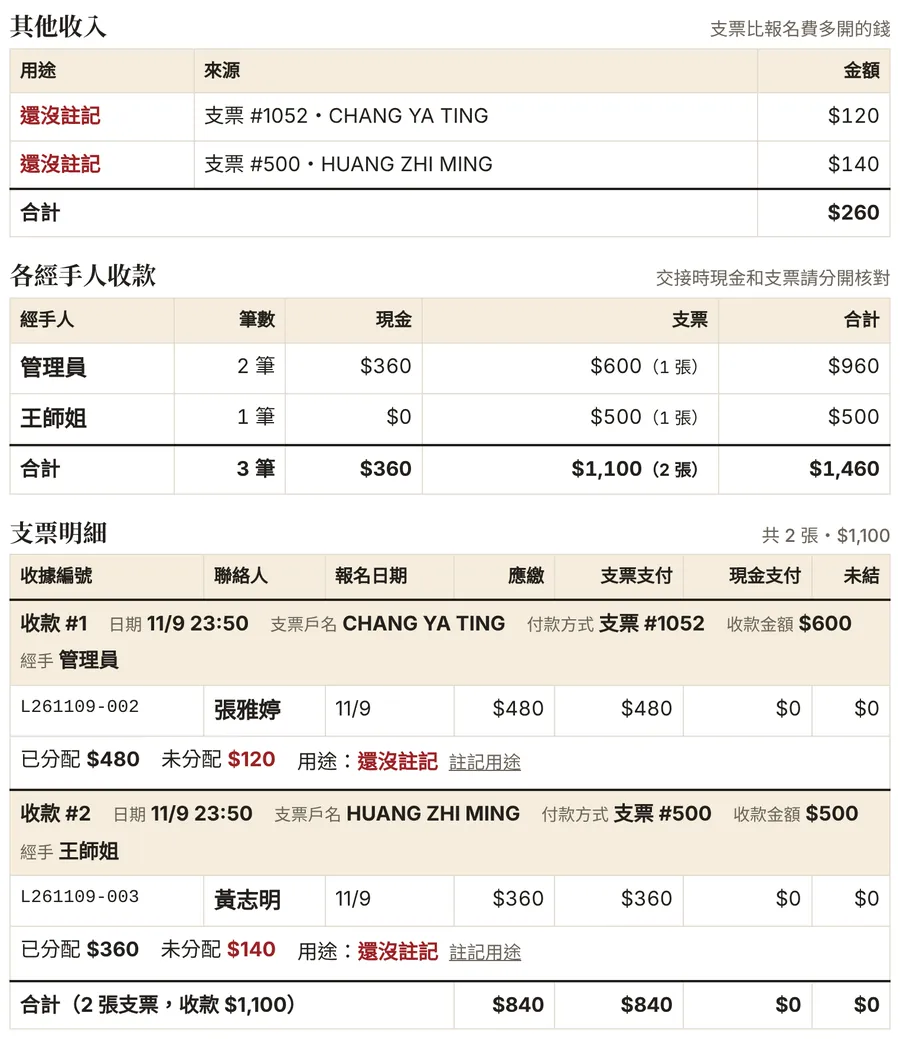 其他收入 支票比報名費多開的錢
用途 來源 金額
還沒註記 支票 #1052・CHANG YA TING $120
還沒註記 支票 #500・HUANG ZHI MING $140
合計 $260
各經手人收款 交接時現金和支票請分開核對
經手人 筆數 現金 支票 合計
管理員 2 筆 $360 $600（1 張） $960
王師姐 1 筆 $0 $500（1 張） $500
合計 3 筆 $360 $1,100（2 張） $1,460
支票明細 共 2 張・$1,100
收據編號 聯絡人 報名日期 應繳 支票支付 現金支付 未結
收款 #1 日期 11/9 23:50 支票戶名 CHANG YA TING 付款方式 支票 #1052 收款金額 $600
經手 管理員
L261109-002 張雅婷 11/9 $480 $480 $0 $0
已分配 $480 未分配 $120 用途：還沒註記 註記用途
收款 #2 日期 11/9 23:50 支票戶名 HUANG ZHI MING 付款方式 支票 #500 收款金額 $500
經手 王師姐
L261109-003 黃志明 11/9 $360 $360 $0 $0
已分配 $360 未分配 $140 用途：還沒註記 註記用途
合計（2 張支票，收款 $1,100） $840 $840 $0 $0